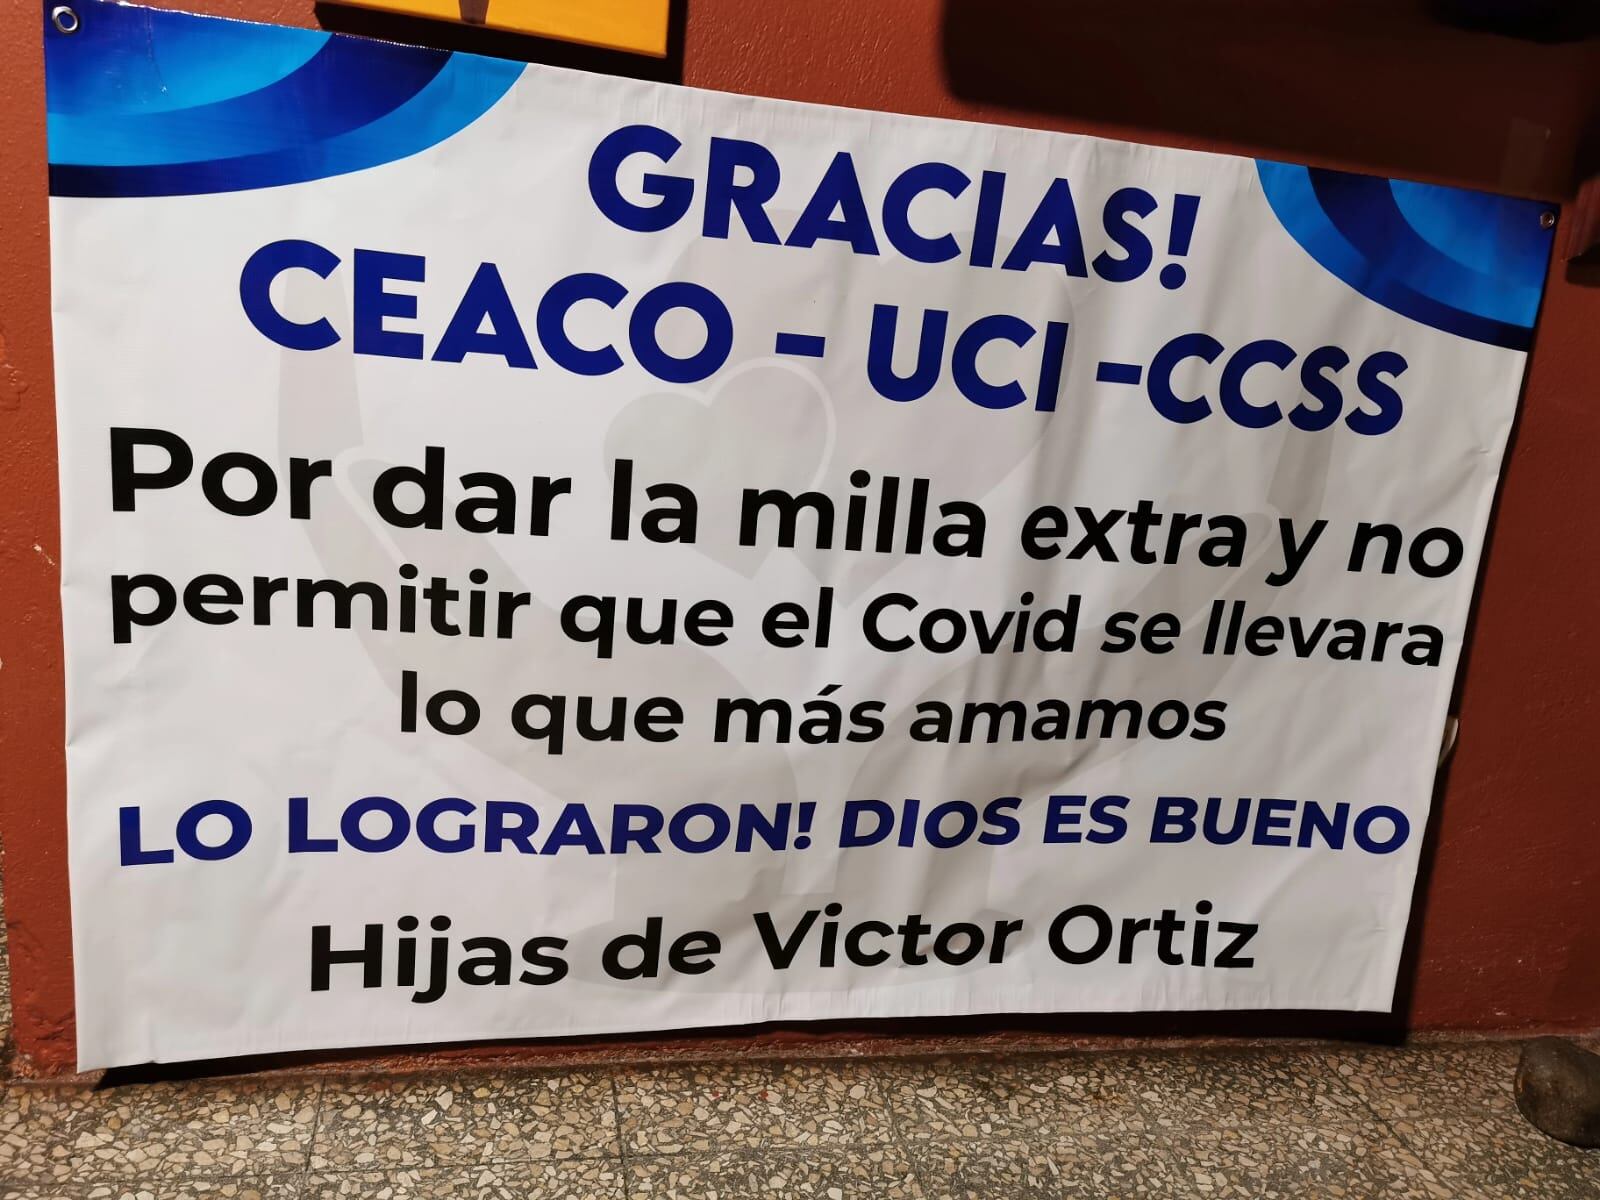 GRACIAS!
CEACO - UCI -CCSS
Por dar la milla extra y no
permitir que el Covid se llevara
lo que más amamos
LO LOGRARON! DIOS ES BUENO
Hijas de Victor Ortiz